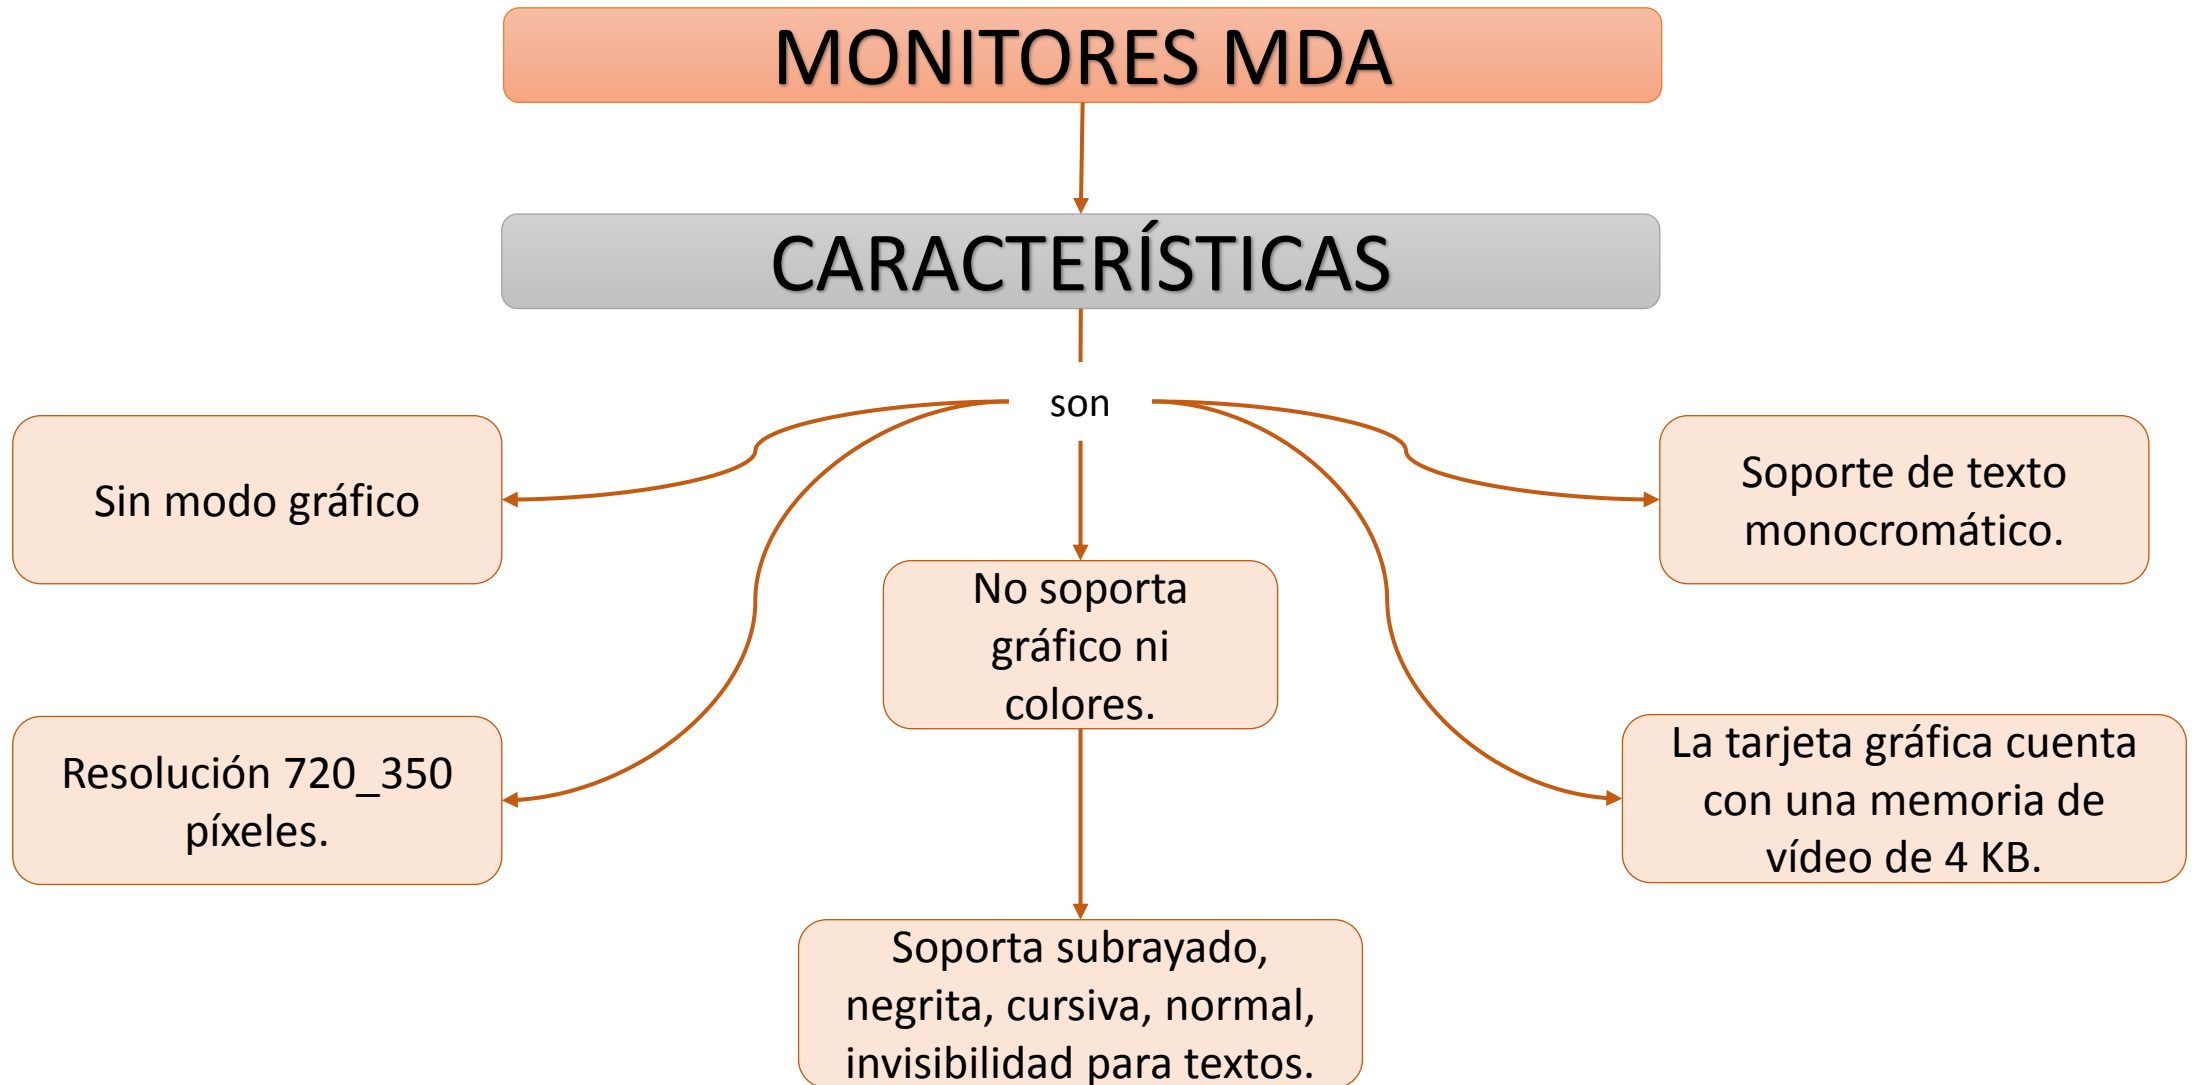 MONITORES MDA
CARACTERÍSTICAS
son
Sin modo gráfico
Soporte de texto
monocromático.
No soporta
gráfico ni
colores.
Resolución 720_350
píxeles.
La tarjeta gráfica cuenta
con una memoria de
vídeo de 4 KB.
Soporta subrayado,
negrita, cursiva, normal,
invisibilidad para textos.